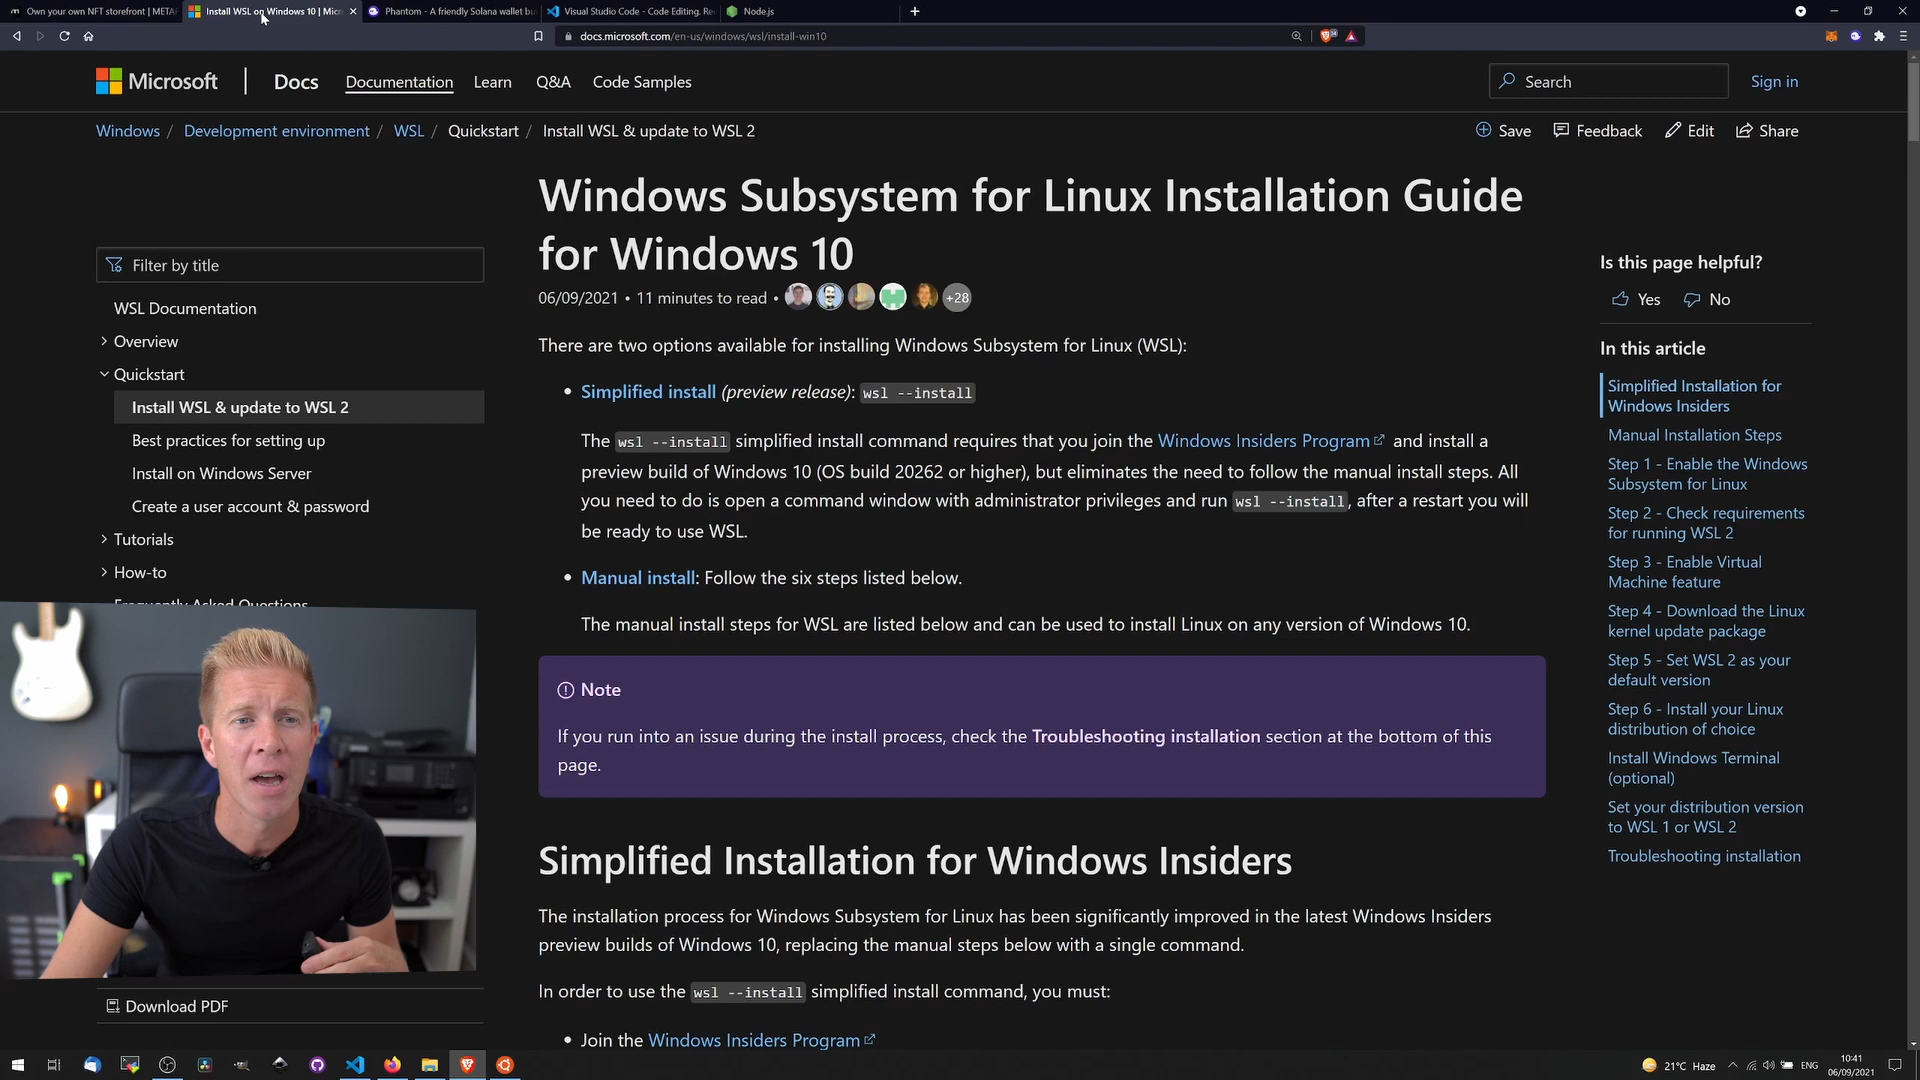 Own your own NFT storefront | META
Install WSL on Windows 10 | Micr
Phantom - A friendly Solana wallet bu
Visual Studio Code - Code Editing. Re
Node.js
docs.microsoft.com/en-us/windows/wsl/install-win10
Microsoft
Docs
Documentation
Learn
Q&A
Code Samples
Search
Sign in
Windows / Development environment / WSL / Quickstart / Install WSL & update to WSL 2
Save
Feedback
Edit
Share
Filter by title
WSL Documentation
Overview
Quickstart
Install WSL & update to WSL 2
Best practices for setting up
Install on Windows Server
Create a user account & password
Tutorials
How-to
Frequently Asked Questions
Download PDF
Windows Subsystem for Linux Installation Guide
for Windows 10
06/09/2021 • 11 minutes to read •
+28
There are two options available for installing Windows Subsystem for Linux (WSL):
• Simplified install (preview release): wsl --install
The wsl --install simplified install command requires that you join the Windows Insiders Program and install a
preview build of Windows 10 (OS build 20262 or higher), but eliminates the need to follow the manual install steps. All
you need to do is open a command window with administrator privileges and run wsl --install, after a restart you will
be ready to use WSL.
• Manual install: Follow the six steps listed below.
The manual install steps for WSL are listed below and can be used to install Linux on any version of Windows 10.
Note
If you run into an issue during the install process, check the Troubleshooting installation section at the bottom of this
page.
Simplified Installation for Windows Insiders
The installation process for Windows Subsystem for Linux has been significantly improved in the latest Windows Insiders
preview builds of Windows 10, replacing the manual steps below with a single command.
In order to use the wsl --install simplified install command, you must:
• Join the Windows Insiders Program
Is this page helpful?
Yes
No
In this article
Simplified Installation for
Windows Insiders
Manual Installation Steps
Step 1 - Enable the Windows
Subsystem for Linux
Step 2 - Check requirements
for running WSL 2
Step 3 - Enable Virtual
Machine feature
Step 4 - Download the Linux
kernel update package
Step 5 - Set WSL 2 as your
default version
Step 6 - Install your Linux
distribution of choice
Install Windows Terminal
(optional)
Set your distribution version
to WSL 1 or WSL 2
Troubleshooting installation
21°C Haze
ENG
10:41
06/09/2021